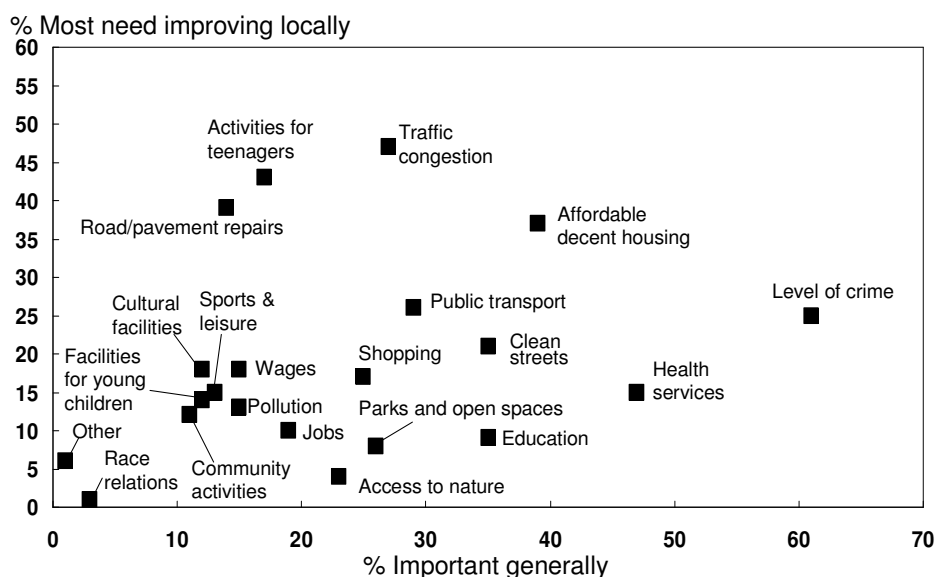 % Most need improving locally
60
55
50
45
40
35
30
25
20
15
10
5
0
Activities for
teenagers
Traffic
congestion
Road/pavement repairs
Affordable
decent housing
Cultural
facilities
Sports &
leisure
Public transport
Level of crime
Clean
streets
Shopping
Wages
Facilities
for young
children
Health
services
Pollution
Parks and open spaces
Jobs
Education
Other
Race
relations
Community
activities
Access to nature
0 10 20 30 40 50 60 70
% Important generally